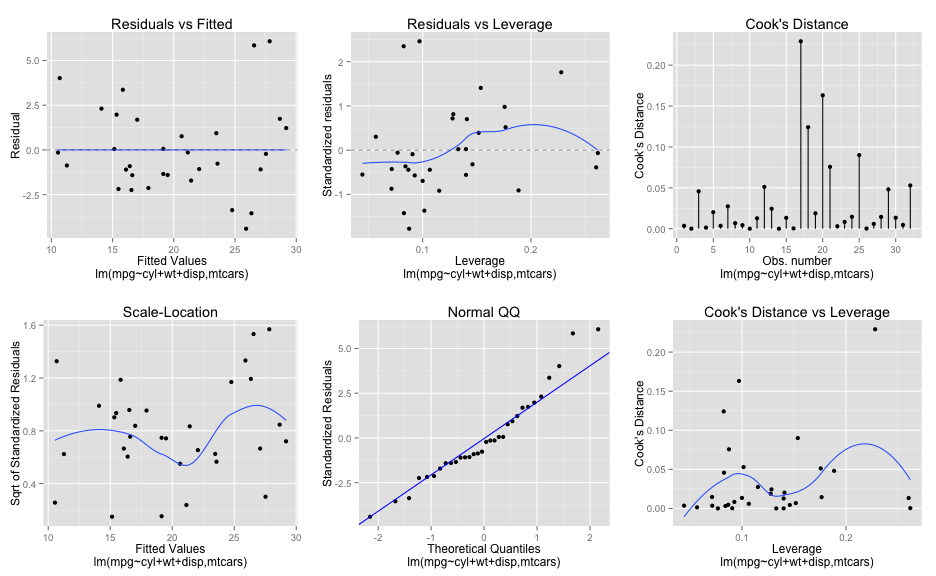 Residuals vs Fitted
Residual
5.0
2.5
0.0
-2.5
10
15
20
25
30
Fitted Values
lm(mpg~cyl+wt+disp,mtcars)
Residuals vs Leverage
Standardized residuals
2
1
0
-1
0.1
0.2
Leverage
lm(mpg~cyl+wt+disp,mtcars)
Cook's Distance
Cook's Distance
0.20
0.15
0.10
0.05
0.00
0
5
10
15
20
25
30
Obs. number
lm(mpg~cyl+wt+disp,mtcars)
Scale-Location
Sqrt of Standardized Residuals
1.6
1.2
0.8
0.4
10
15
20
25
30
Fitted Values
lm(mpg~cyl+wt+disp,mtcars)
Normal QQ
Standardized Residuals
5.0
2.5
0.0
-2.5
-2
-1
0
1
2
Theoretical Quantiles
lm(mpg~cyl+wt+disp,mtcars)
Cook's Distance vs Leverage
Cook's Distance
0.20
0.15
0.10
0.05
0.00
0.1
0.2
Leverage
lm(mpg~cyl+wt+disp,mtcars)